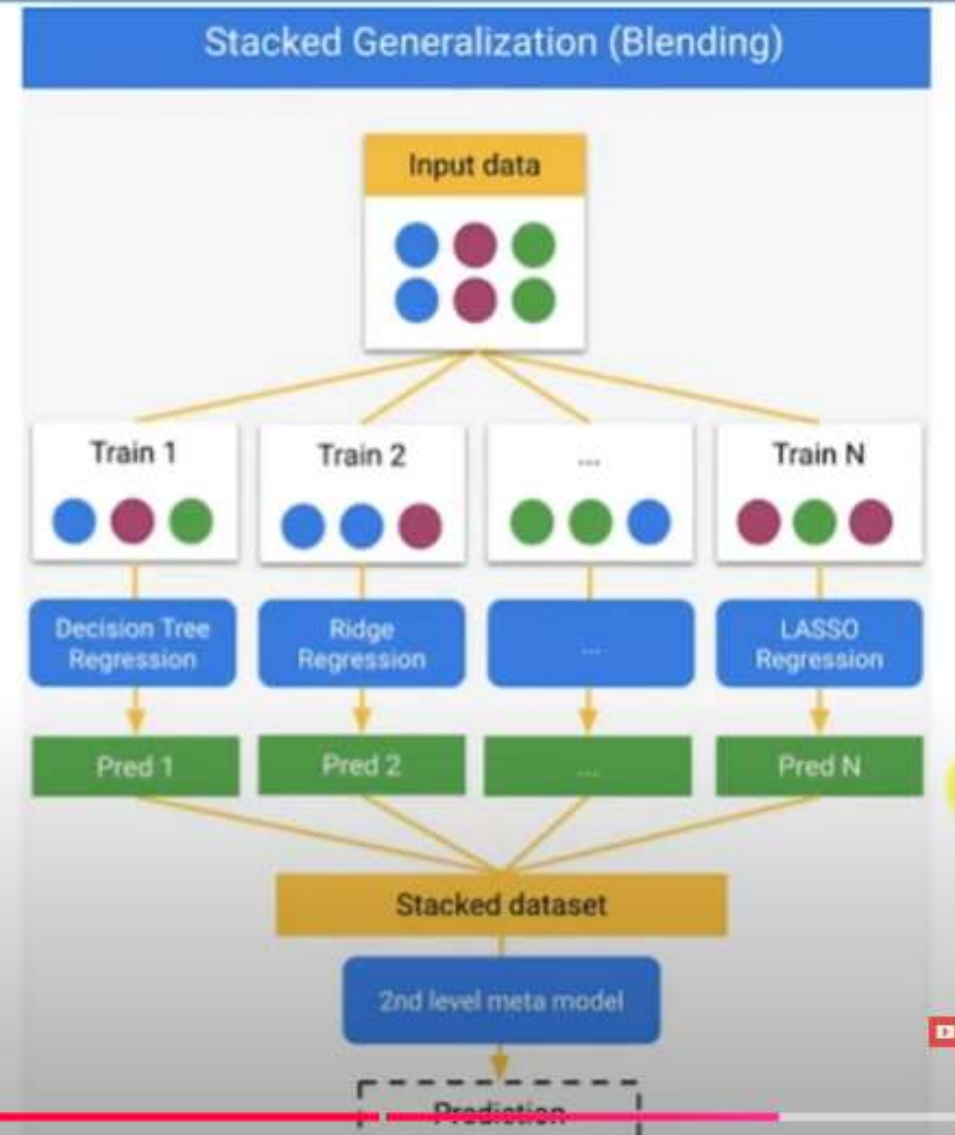 Stacked Generalization (Blending)
Input data
Train 1
Train 2
...
Train N
Decision Tree
Regression
Ridge
Regression
...
LASSO
Regression
Pred 1
Pred 2
...
Pred N
Stacked dataset
2nd level meta model
Prediction